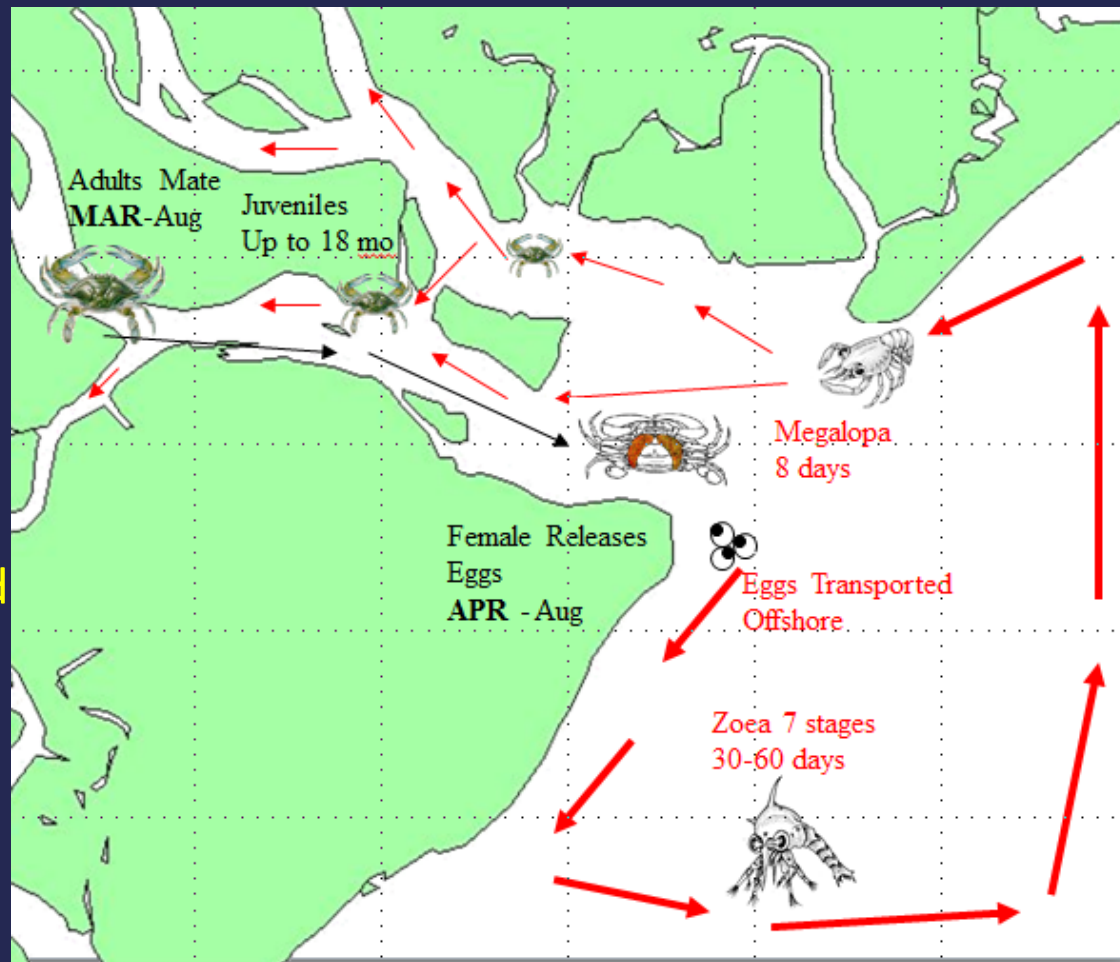 Adults Mate
MAR-Aug
Juveniles
Up to 18 mo
Megalopa
8 days
Female Releases
Eggs
APR - Aug
Eggs Transported
Offshore
Zoea 7 stages
30-60 days